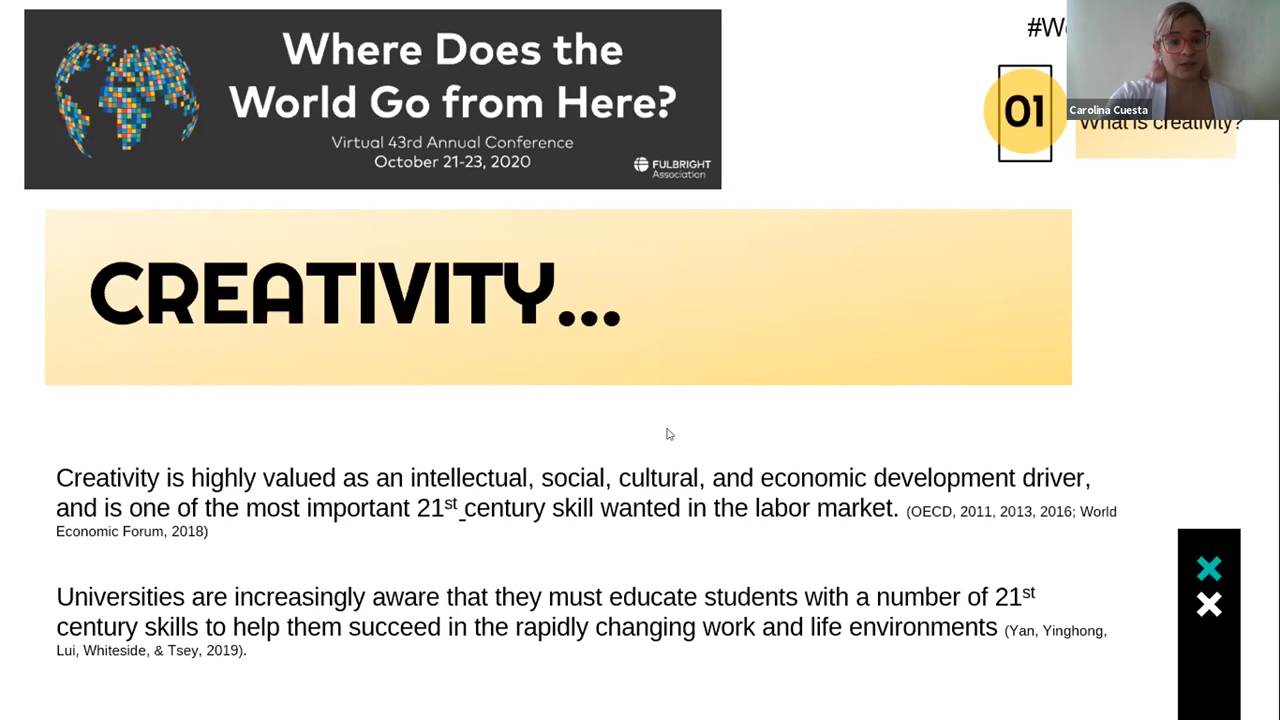 Where Does the
World Go from Here?
Virtual 43rd Annual Conference
October 21-23, 2020
FULBRIGHT
Association
01
Carolina Cuesta
What is creativity?
CREATIVITY...
Creativity is highly valued as an intellectual, social, cultural, and economic development driver,
and is one of the most important 21st century skill wanted in the labor market. (OECD, 2011, 2013, 2016; World
Economic Forum, 2018)
Universities are increasingly aware that they must educate students with a number of 21st
century skills to help them succeed in the rapidly changing work and life environments (Yan, Yinghong,
Lui, Whiteside, & Tsey, 2019).